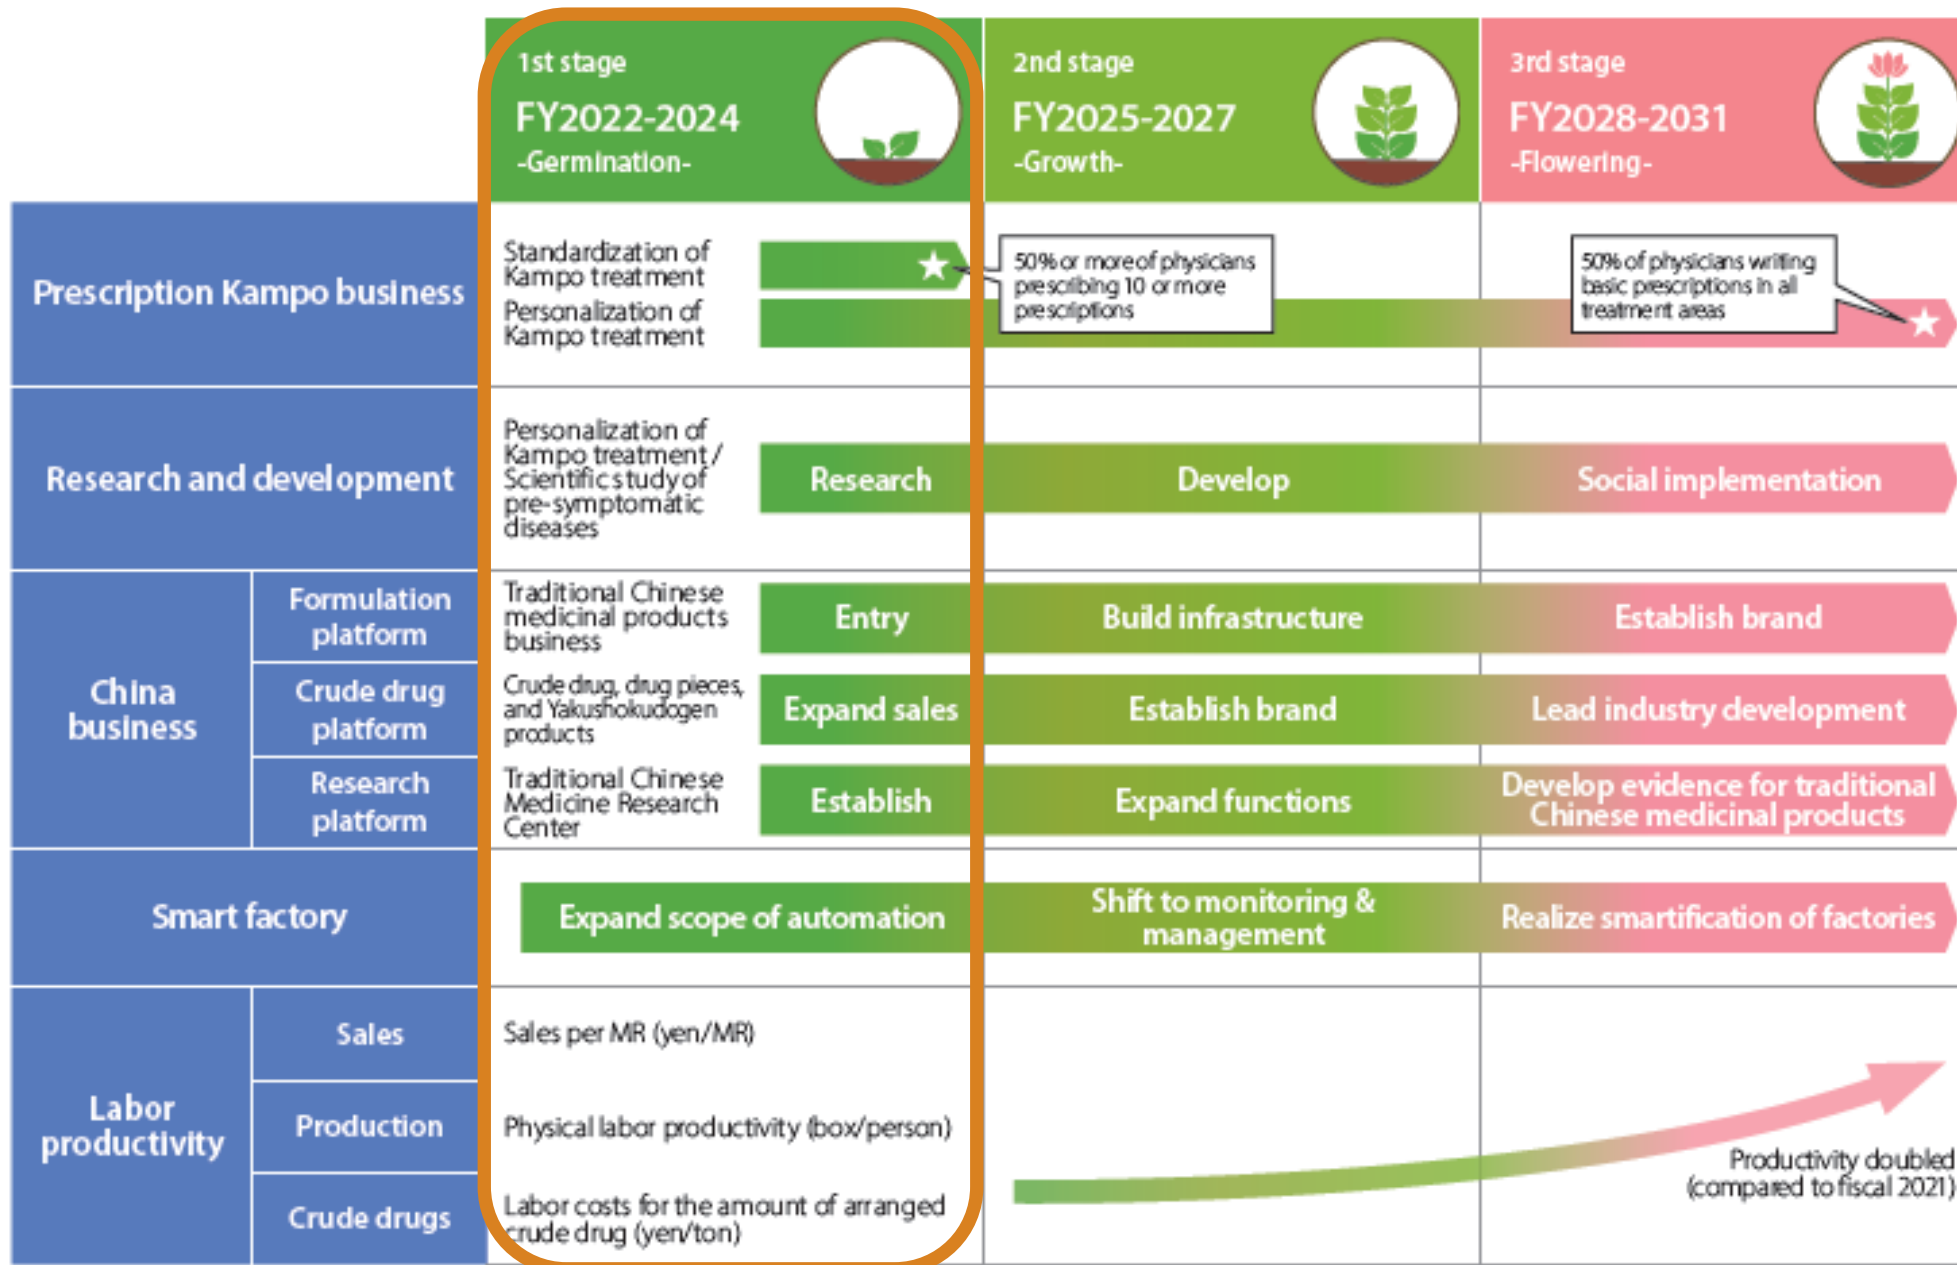 1st stage
FY2022-2024
-Germination-
2nd stage
FY2025-2027
-Growth-
3rd stage
FY2028-2031
-Flowering-
Prescription Kampo business
Standardization of
Kampo treatment
Personalization of
Kampo treatment
50% or more of physicians
prescribing 10 or more
prescriptions
50% of physicians writing
basic prescriptions in all
treatment areas
Research and development
Personalization of
Kampo treatment /
Scientific study of
pre-symptomatic
diseases
Research
Develop
Social implementation
China
business
Formulation
platform
Traditional Chinese
medicinal products
business
Entry
Build infrastructure
Establish brand
Crude drug
platform
Crude drug, drug pieces,
and Yakushokudogen
products
Expand sales
Establish brand
Lead industry development
Research
platform
Traditional Chinese
Medicine Research
Center
Establish
Expand functions
Develop evidence for traditional
Chinese medicinal products
Smart factory
Expand scope of automation
Shift to monitoring &
management
Realize smartification of factories
Labor
productivity
Sales
Sales per MR (yen/MR)
Production
Physical labor productivity (box/person)
Crude drugs
Labor costs for the amount of arranged
crude drug (yen/ton)
Productivity doubled
(compared to fiscal 2021)